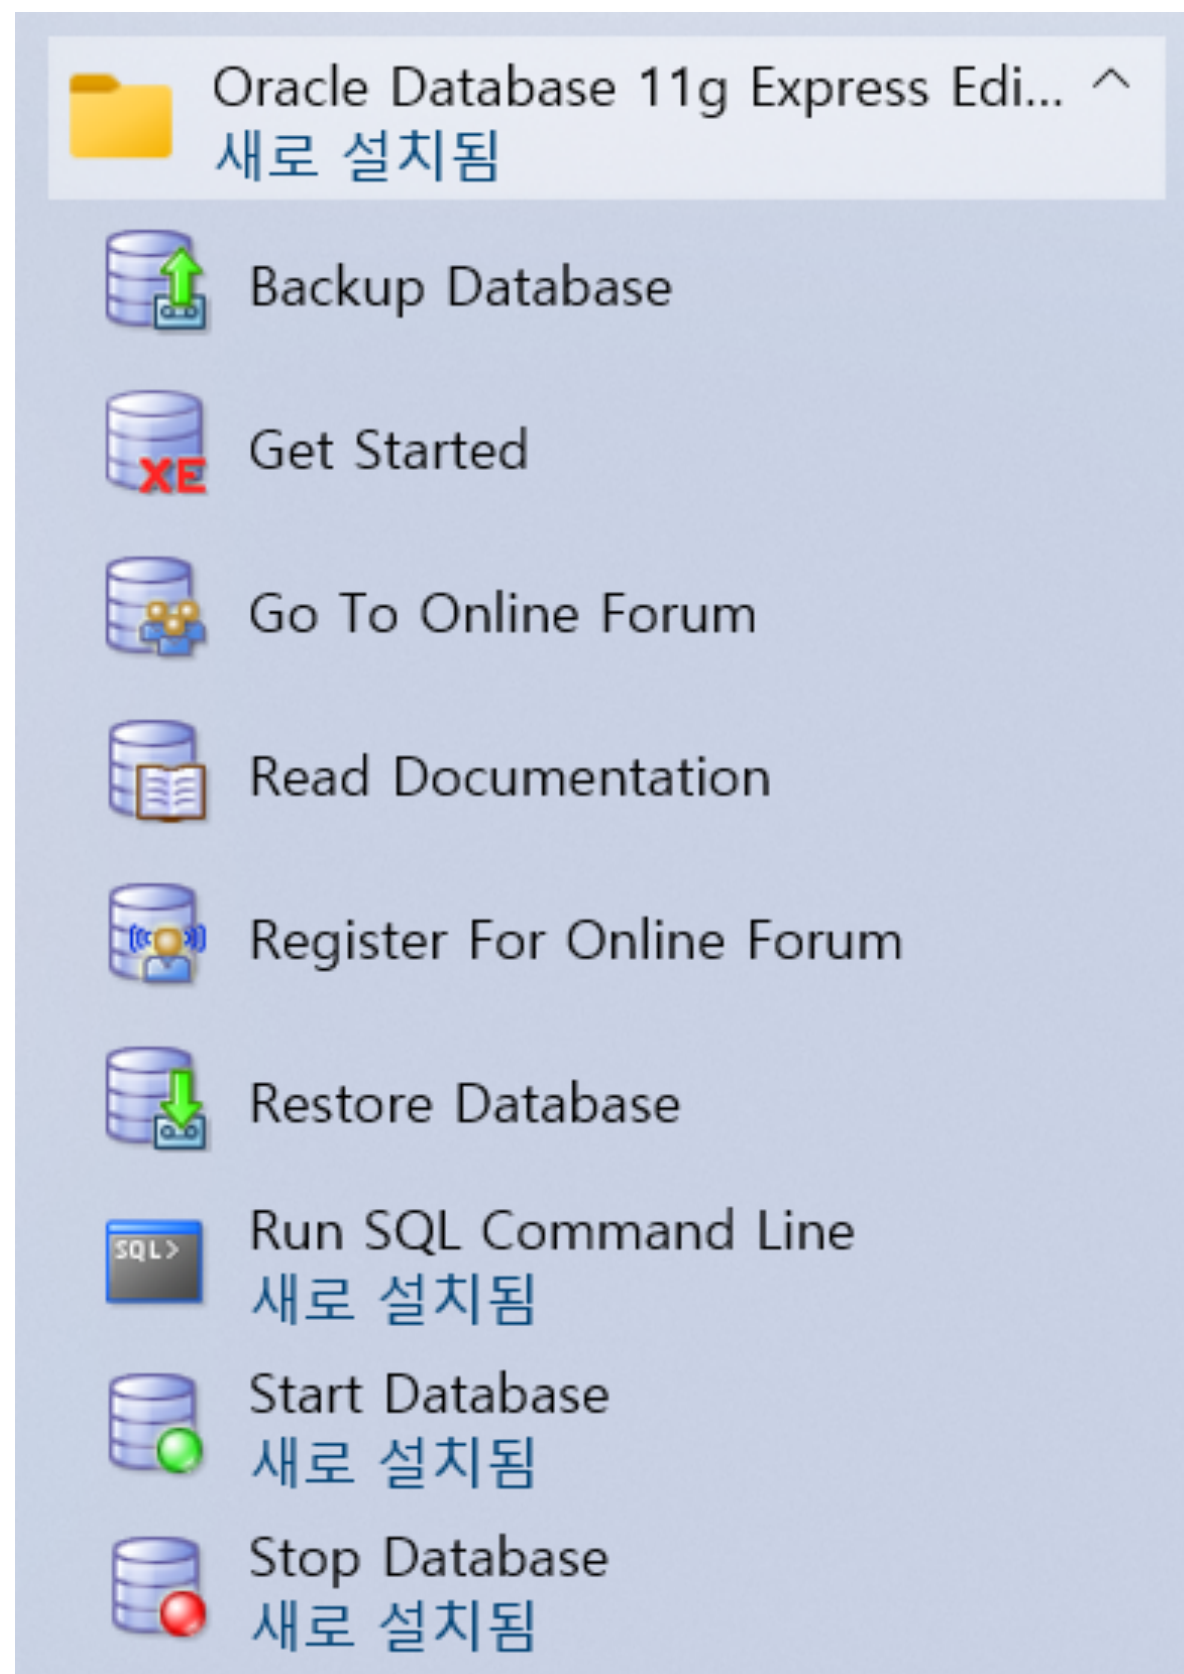 Oracle Database 11g Express Edi...
새로 설치됨
Backup Database
XE
Get Started
Go To Online Forum
Read Documentation
Register For Online Forum
Restore Database
SQL>
Run SQL Command Line
새로 설치됨
Start Database
새로 설치됨
Stop Database
새로 설치됨